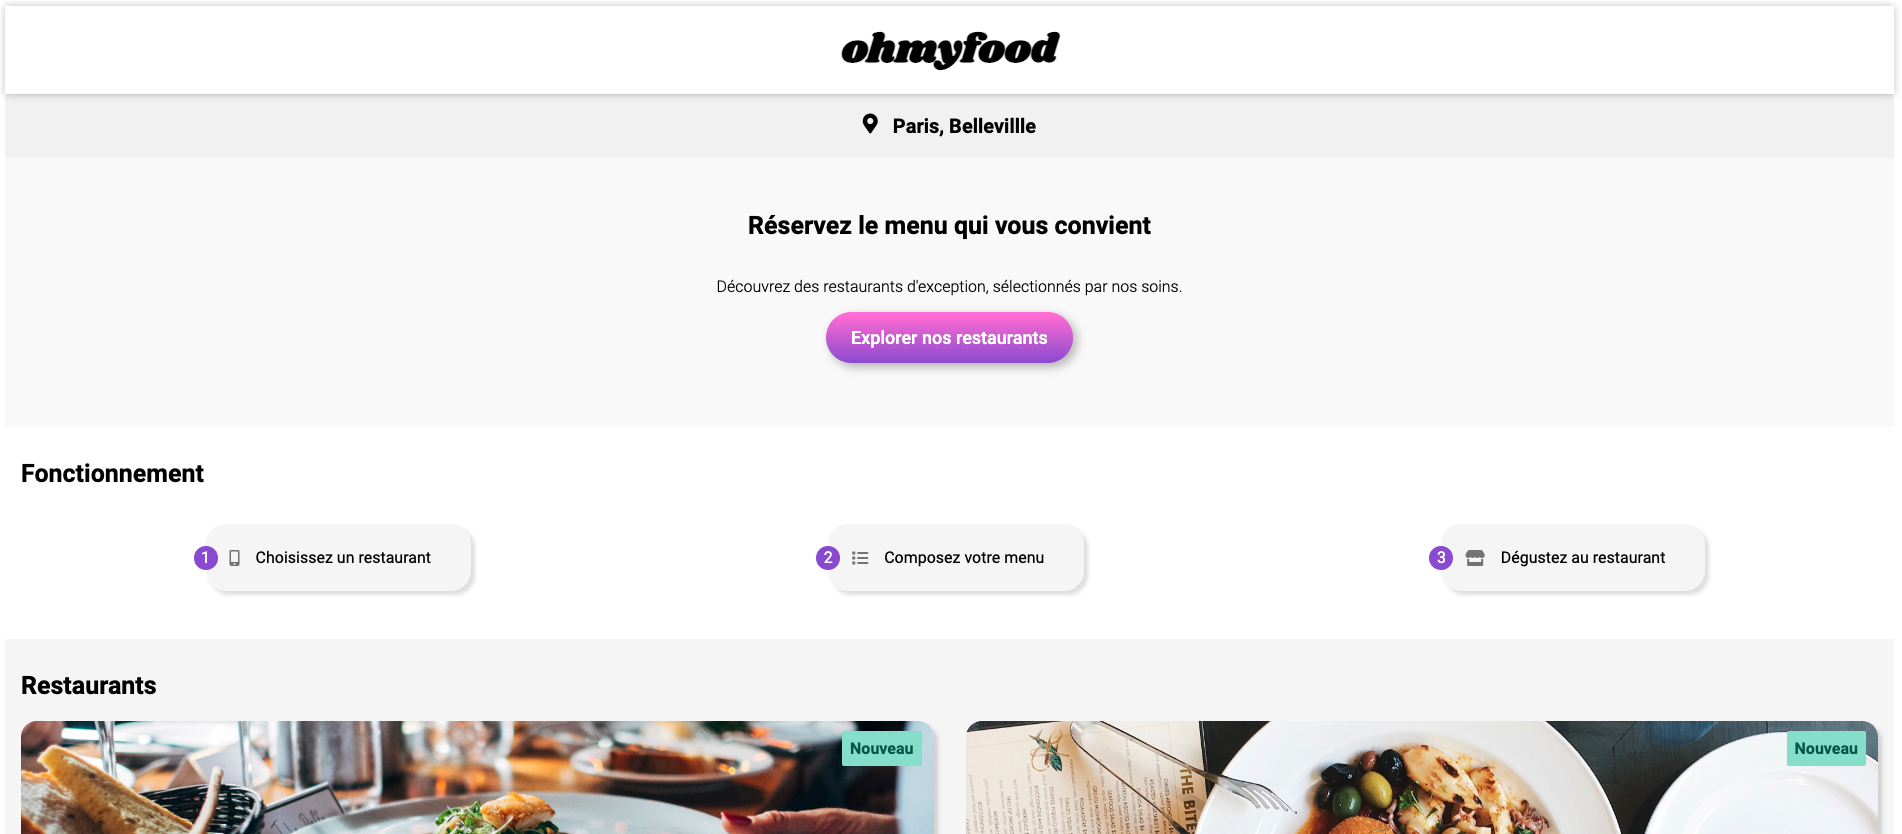 ohmyfood
Paris, Bellevillle
Réservez le menu qui vous convient
Découvrez des restaurants d'exception, sélectionnés par nos soins.
Explorer nos restaurants
Fonctionnement
1 Choisissez un restaurant
2 Composez votre menu
3 Dégustez au restaurant
Restaurants
Nouveau
Nouveau
THE BITE